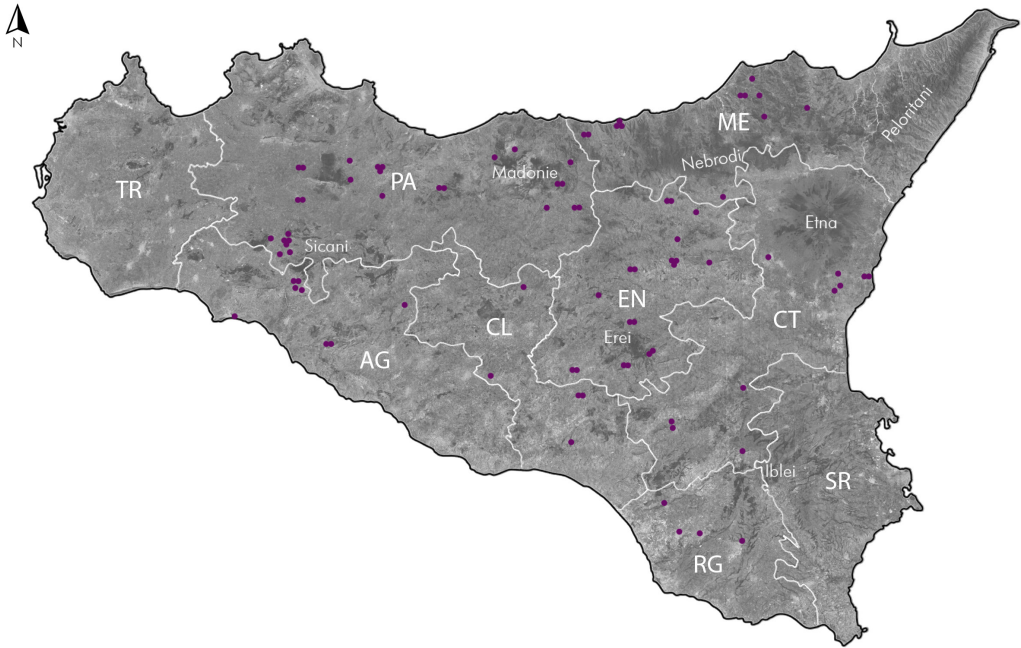 N
ME
Peloritani
Nebrodi
Madonie
PA
TR
Etna
Sicani
EN
CT
CL
Erei
AG
Iblei
SR
RG